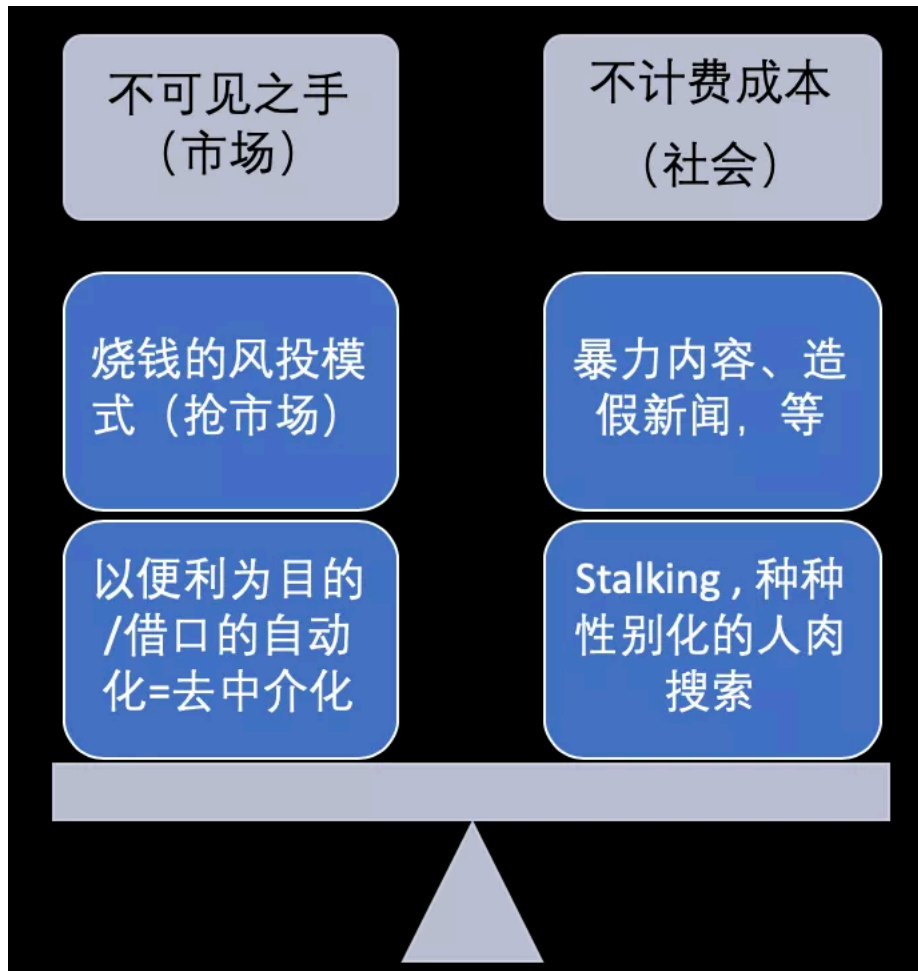 不可见之手
（市场）
不计费成本
（社会）
烧钱的风投模
式（抢市场）
暴力内容、造
假新闻，等
以便利为目的
/借口的自动
化=去中介化
Stalking , 种种
性别化的人肉
搜索